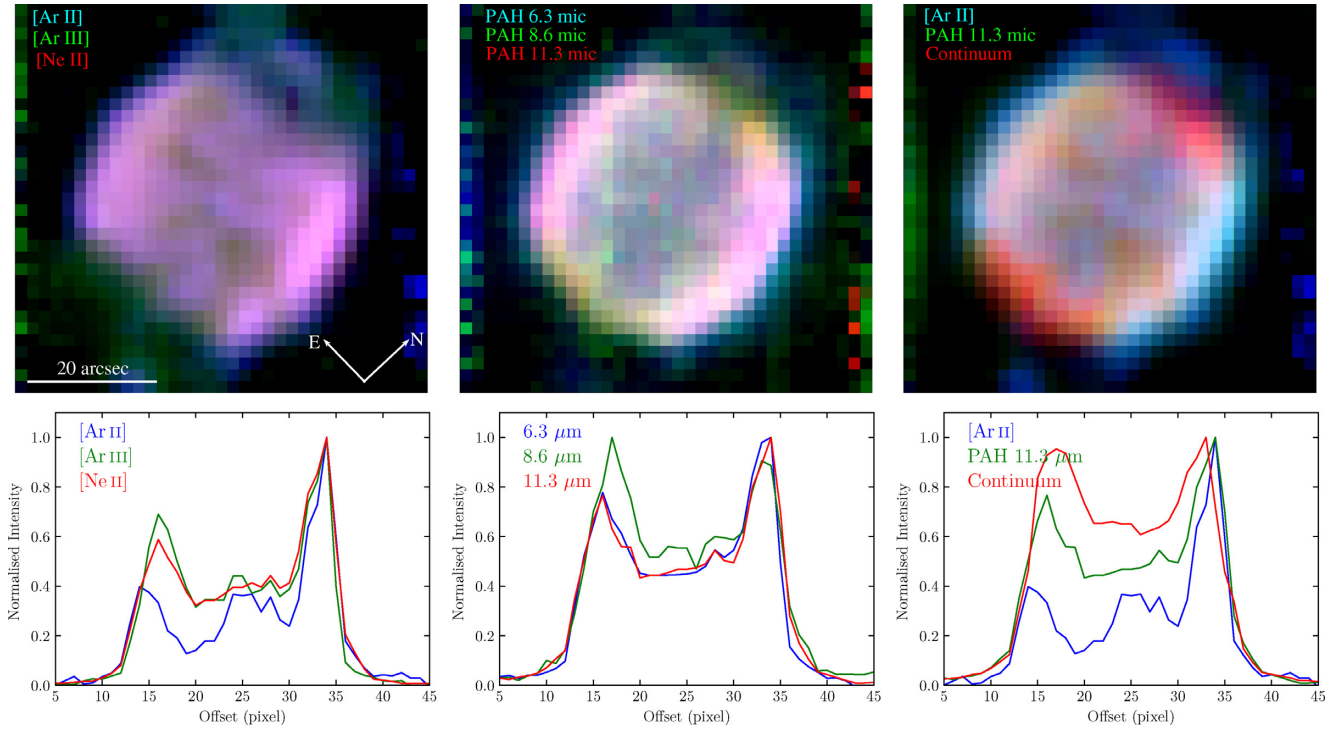 [Ar II]
[Ar III]
[Ne II]
E
N
20 arcsec
PAH 6.3 mic
PAH 8.6 mic
PAH 11.3 mic
[Ar II]
PAH 11.3 mic
Continuum
[Ar II]
[Ar III]
[Ne II]
Normalised Intensity
1.0
0.8
0.6
0.4
0.2
0.0
5 10 15 20 25 30 35 40 45
Offset (pixel)
6.3 μm
8.6 μm
11.3 μm
Normalised Intensity
1.0
0.8
0.6
0.4
0.2
0.0
5 10 15 20 25 30 35 40 45
Offset (pixel)
[Ar II]
PAH 11.3 μm
Continuum
Normalised Intensity
1.0
0.8
0.6
0.4
0.2
0.0
5 10 15 20 25 30 35 40 45
Offset (pixel)